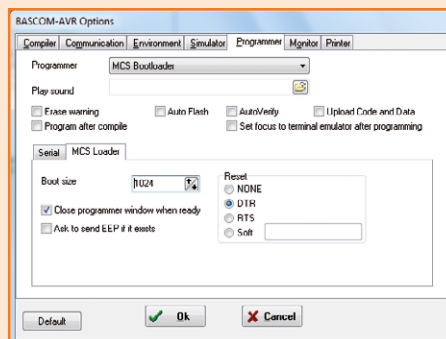 BASCOM-AVR Options
Compiler Communication Environment Simulator Programmer Monitor Printer
Programmer MCS Bootloader
Play sound
Erase warning Auto Flash AutoVerify Upload Code and Data
Program after compile Set focus to terminal emulator after programming
Serial MCS Loader
Boot size 1024
Reset
NONE
Close programmer window when ready DTR
RTS
Ask to send EEP if it exists Soft
Default Ok Cancel